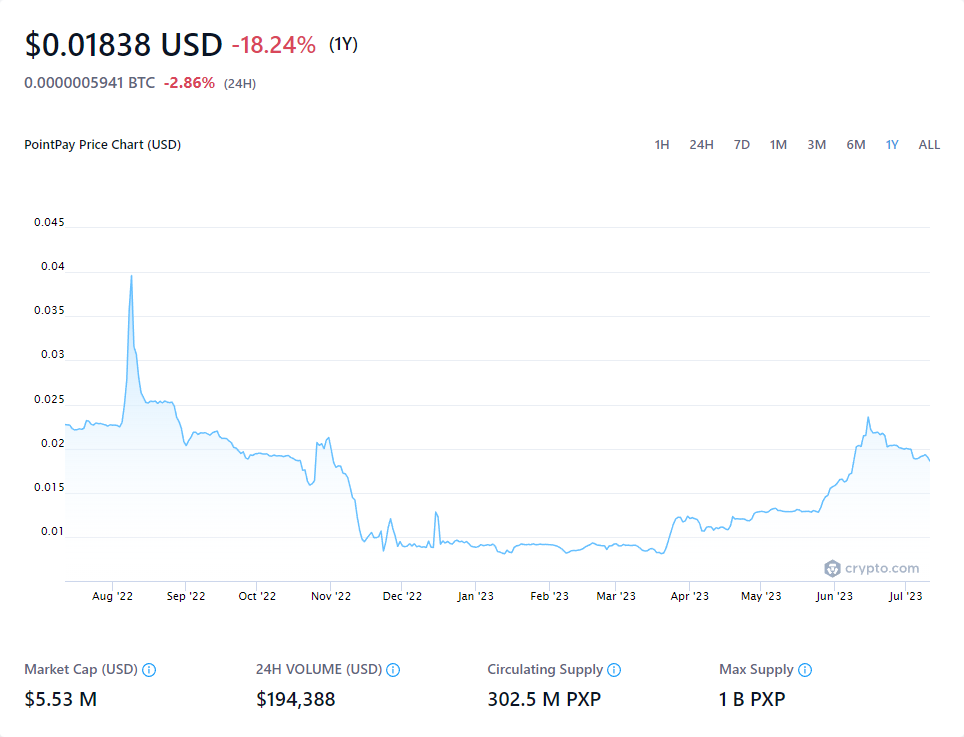 $0.01838 USD -18.24% (1Y)
0.0000005941 BTC -2.86% (24H)
PointPay Price Chart (USD) 1H 24H 7D 1M 3M 6M 1Y ALL
0.045
0.04
0.035
0.03
0.025
0.02
0.015
0.01
crypto.com
Aug '22 Sep '22 Oct '22 Nov '22 Dec '22 Jan '23 Feb '23 Mar '23 Apr '23 May '23 Jun '23 Jul '23
Market Cap (USD) 24H VOLUME (USD) Circulating Supply Max Supply
$5.53 M $194,388 302.5 M PXP 1 B PXP